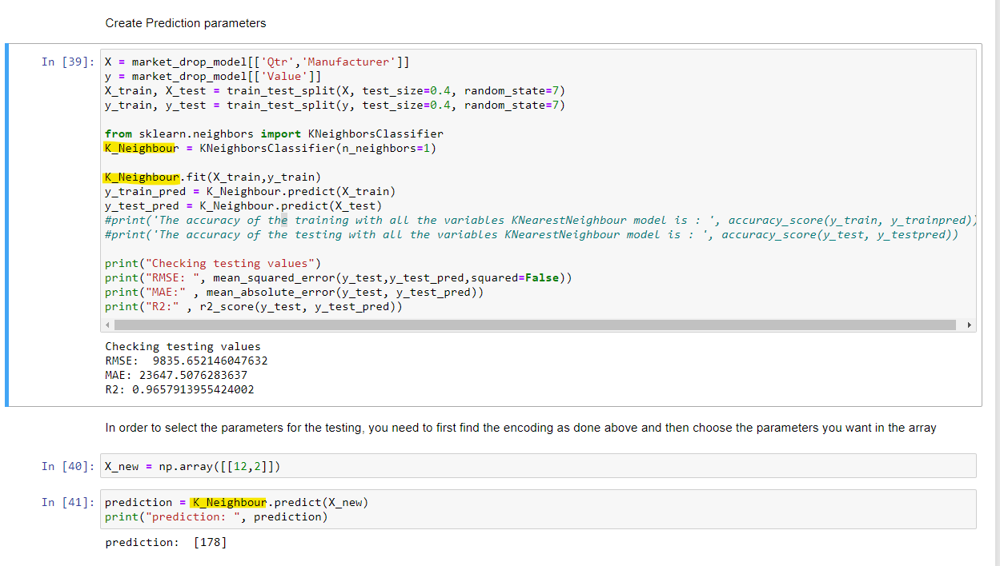 Create Prediction parameters
In [39]: X = market_drop_model[['Qtr','Manufacturer']]
y = market_drop_model[['Value']]
X_train, X_test = train_test_split(X, test_size=0.4, random_state=7)
y_train, y_test = train_test_split(y, test_size=0.4, random_state=7)
from sklearn.neighbors import KNeighborsClassifier
K_Neighbour = KNeighborsClassifier(n_neighbors=1)
K_Neighbour.fit(X_train,y_train)
y_train_pred = K_Neighbour.predict(X_train)
y_test_pred = K_Neighbour.predict(X_test)
#print('The accuracy of the training with all the variables KNearestNeighbour model is : ', accuracy_score(y_train, y_trainpred))
#print('The accuracy of the testing with all the variables KNearestNeighbour model is : ', accuracy_score(y_test, y_testpred))
print("Checking testing values")
print("RMSE: ", mean_squared_error(y_test,y_test_pred,squared=False))
print("MAE:" , mean_absolute_error(y_test, y_test_pred))
print("R2:" , r2_score(y_test, y_test_pred))
Checking testing values
RMSE:  9835.652146047632
MAE: 23647.5076283637
R2: 0.9657913955424002
In order to select the parameters for the testing, you need to first find the encoding as done above and then choose the parameters you want in the array
In [40]: X_new = np.array([[12,2]])
In [41]: prediction = K_Neighbour.predict(X_new)
print("prediction: ", prediction)
prediction:  [178]